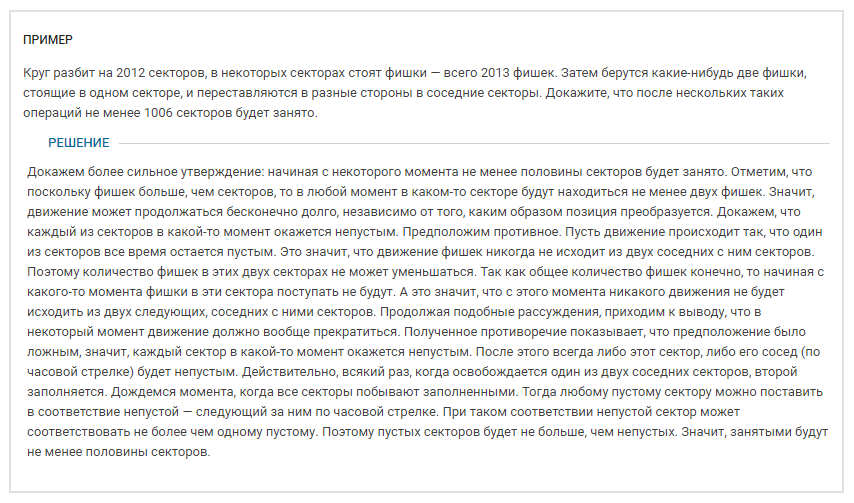 ПРИМЕР
Круг разбит на 2012 секторов, в некоторых секторах стоят фишки — всего 2013 фишек. Затем берутся какие-нибудь две фишки,
стоящие в одном секторе, и переставляются в разные стороны в соседние секторы. Докажите, что после нескольких таких
операций не менее 1006 секторов будет занято.
РЕШЕНИЕ
Докажем более сильное утверждение: начиная с некоторого момента не менее половины секторов будет занято. Отметим, что
поскольку фишек больше, чем секторов, то в любой момент в каком-то секторе будут находиться не менее двух фишек. Значит,
движение может продолжаться бесконечно долго, независимо от того, каким образом позиция преобразуется. Докажем, что
каждый из секторов в какой-то момент окажется непустым. Предположим противное. Пусть движение происходит так, что один
из секторов все время остается пустым. Это значит, что движение фишек никогда не исходит из двух соседних с ним секторов.
Поэтому количество фишек в этих двух секторах не может уменьшаться. Так как общее количество фишек конечно, то начиная с
какого-то момента фишки в эти сектора поступать не будут. А это значит, что с этого момента никакого движения не будет
исходить из двух следующих, соседних с ними секторов. Продолжая подобные рассуждения, приходим к выводу, что в
некоторый момент движение должно вообще прекратиться. Полученное противоречие показывает, что предположение было
ложным, значит, каждый сектор в какой-то момент окажется непустым. После этого всегда либо этот сектор, либо его сосед (по
часовой стрелке) будет непустым. Действительно, всякий раз, когда освобождается один из двух соседних секторов, второй
заполняется. Дождемся момента, когда все секторы побывают заполненными. Тогда любому пустому сектору можно поставить
в соответствие непустой — следующий за ним по часовой стрелке. При таком соответствии непустой сектор может
соответствовать не более чем одному пустому. Поэтому пустых секторов будет не больше, чем непустых. Значит, занятыми будут
не менее половины секторов.